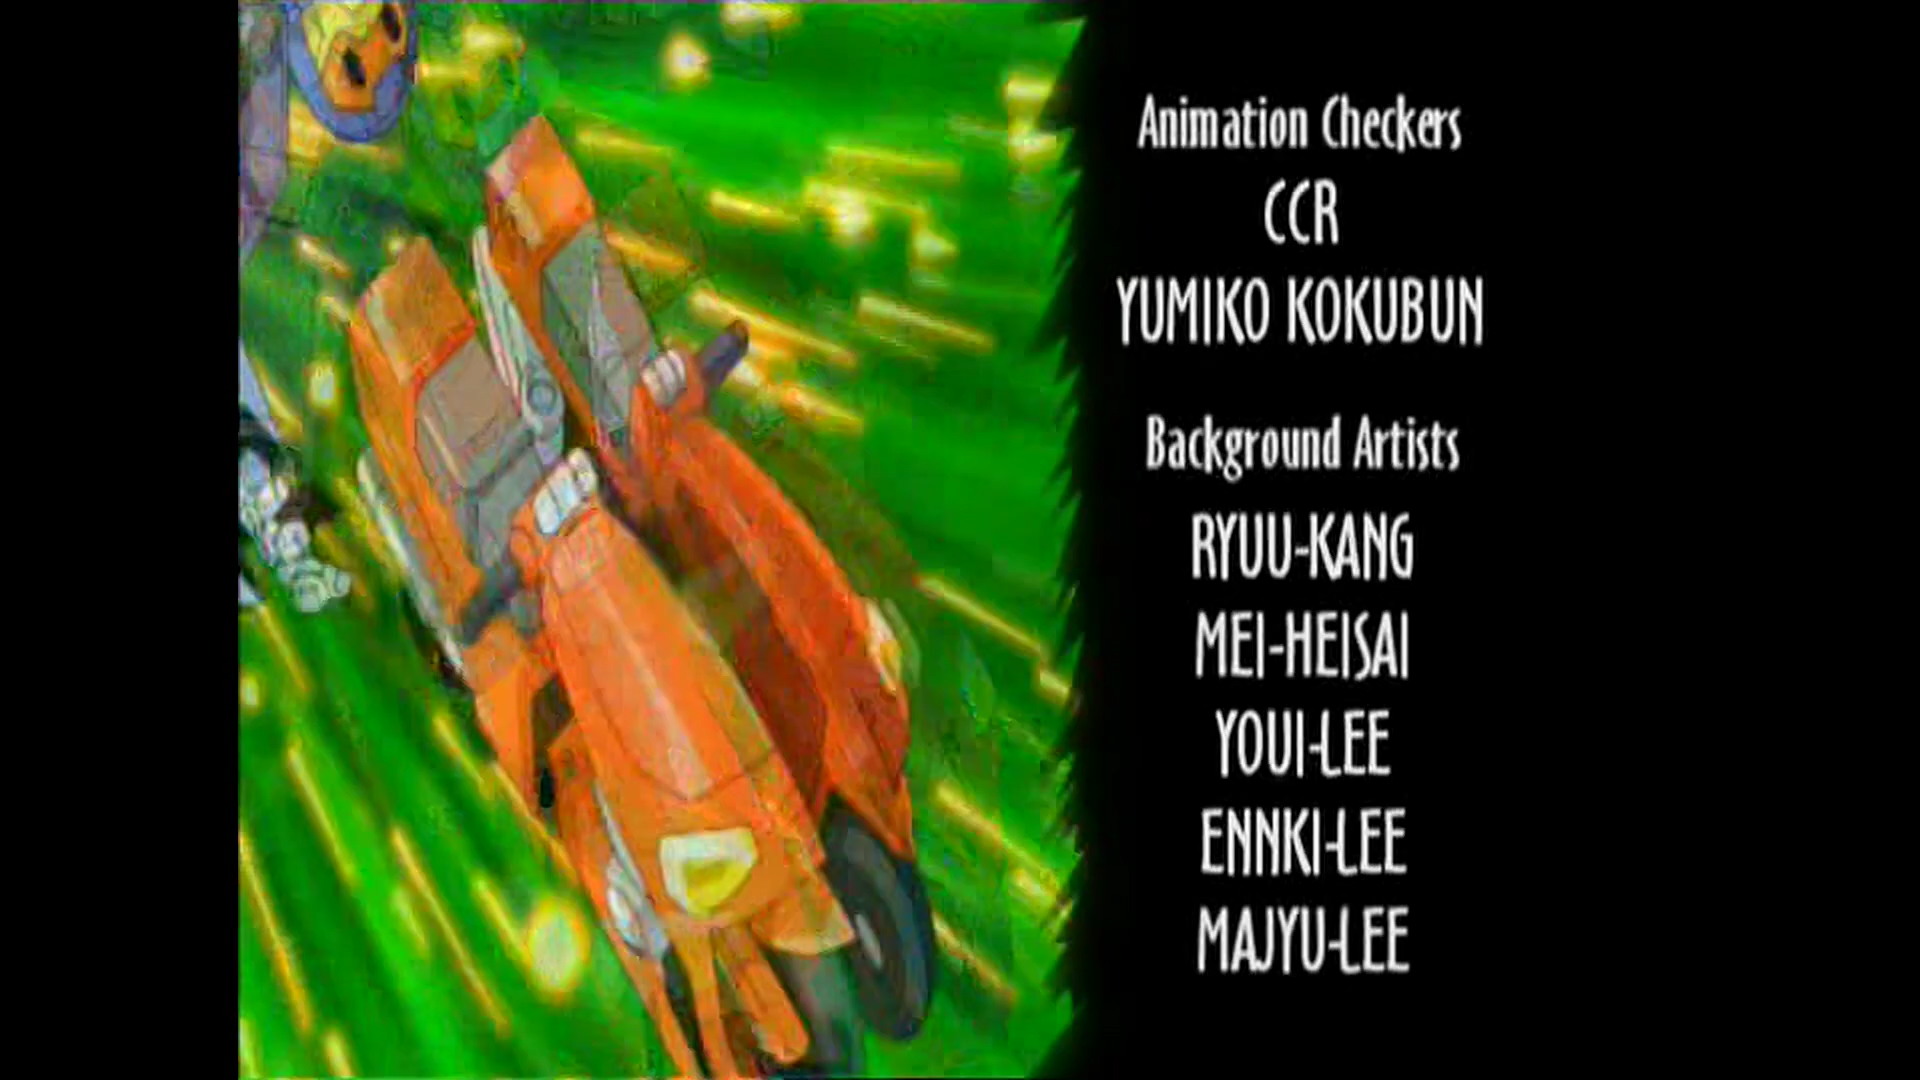 Animation Checkers
CCR
YUMIKO KOKUBUN
Background Artists
RYUU-KANG
MEI-HEISAI
YOUI-LEE
ENNKI-LEE
MAJYU-LEE